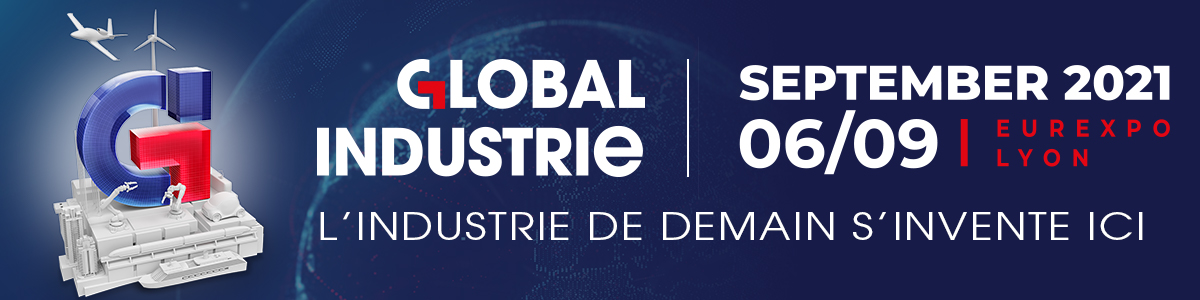 GLOBAL
INDUSTRIE
SEPTEMBER 2021
06/09
EUREXPO
LYON
L'INDUSTRIE DE DEMAIN S'INVENTE ICI